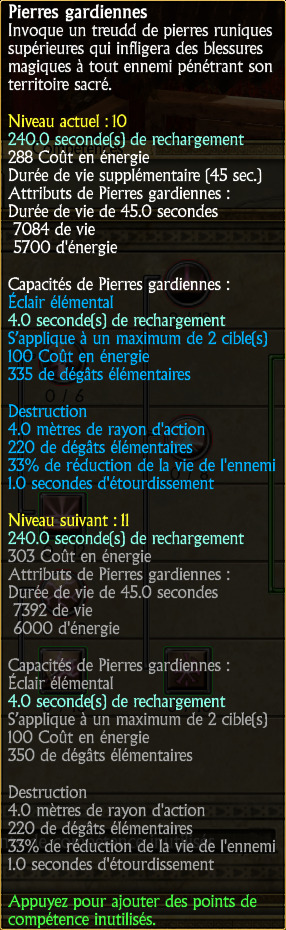 Pierres gardiennes
Invoque un treudd de pierres runiques
supérieures qui infligera des blessures
magiques à tout ennemi pénétrant son
territoire sacré.
Niveau actuel : 10
240.0 seconde(s) de rechargement
288 Coût en énergie
Durée de vie supplémentaire (45 sec.)
Attributs de Pierres gardiennes :
Durée de vie de 45.0 secondes
7084 de vie
5700 d'énergie
Capacités de Pierres gardiennes :
Éclair élémental
4.0 seconde(s) de rechargement
S'applique à un maximum de 2 cible(s)
100 Coût en énergie
335 de dégâts élémentaires
Destruction
4.0 mètres de rayon d'action
220 de dégâts élémentaires
33% de réduction de la vie de l'ennemi
1.0 secondes d'étourdissement
Niveau suivant : 11
240.0 seconde(s) de rechargement
303 Coût en énergie
Attributs de Pierres gardiennes :
Durée de vie de 45.0 secondes
7392 de vie
6000 d'énergie
Capacités de Pierres gardiennes :
Éclair élémental
4.0 seconde(s) de rechargement
S'applique à un maximum de 2 cible(s)
100 Coût en énergie
350 de dégâts élémentaires
Destruction
4.0 mètres de rayon d'action
220 de dégâts élémentaires
33% de réduction de la vie de l'ennemi
1.0 secondes d'étourdissement
Appuyez pour ajouter des points de
compétence inutilisés.